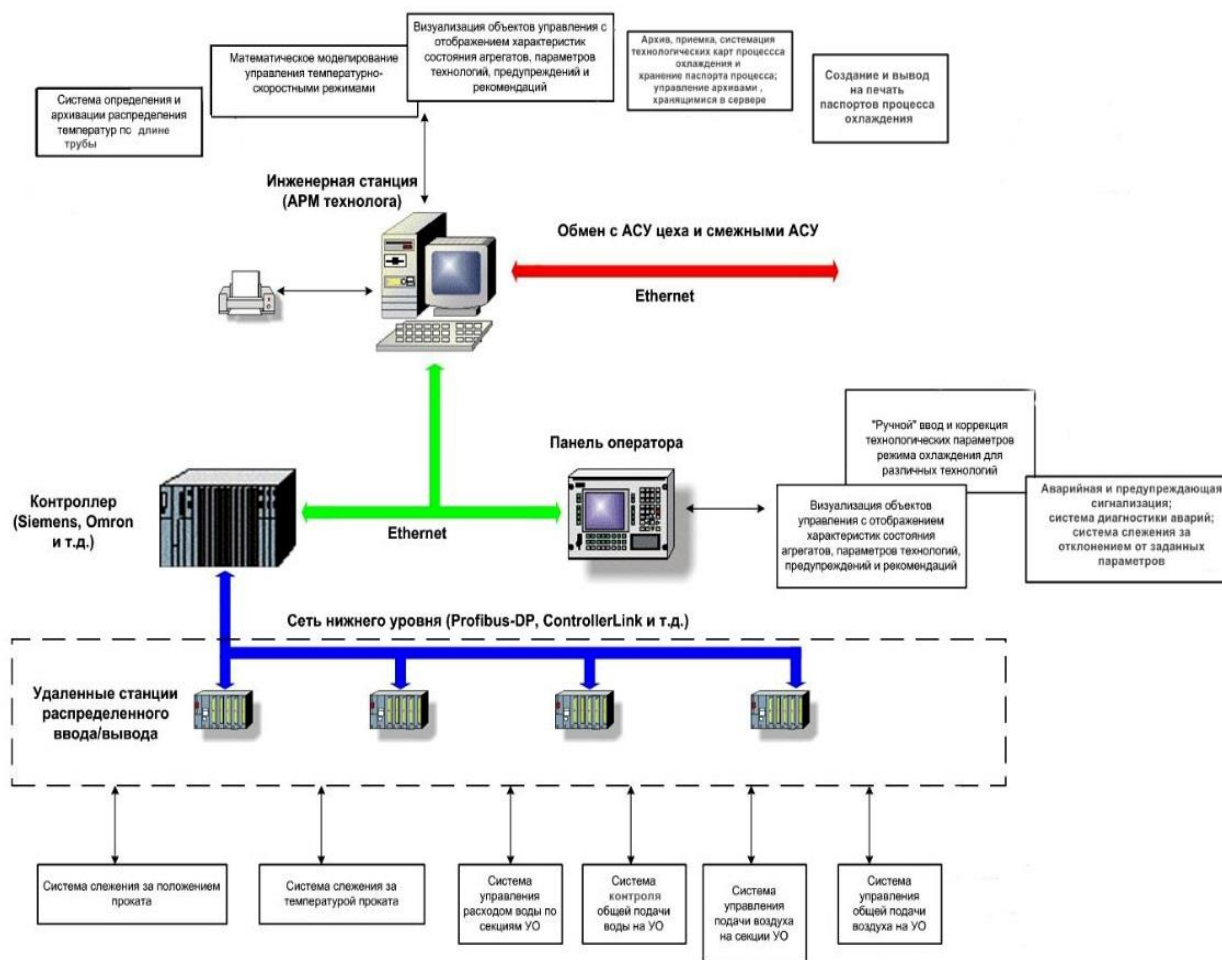 Визуализация объектов управления с
отображением характеристик
состояния агрегатов, параметров
технологий, предупреждений и
рекомендаций
Математическое моделирование
управления температурно-
скоростными режимами
Архив, приемка, системация
технологических карт процессса
охлаждения и
хранение паспорта процесса;
управление архивами ,
хранящимися в сервере
Создание и вывод
на печать
паспортов процесса
охлаждения
Система определения и
архивации распределения
температур пс длине
трубы
Инженерная станция
(АРМ технолога)
Обмен с АСУ цеха и смежными АСУ
Ethernet
"Ручной" ввод и коррекция
технологических параметров
режима охлаждения для
различных технологий
Панель оператора
Контроллер
(Siemens, Omron
и т.д.)
Ethernet
Визуализация объектов
управления с отображением
характеристик состояния
агрегатов, параметров технологий,
предупреждений и рекомендаций
Аварийная и предупреждающая
сигнализация;
система диагностики аварий;
система слежения за
отклонением от заданных
параметров
Сеть нижнего уровня (Profibus-DP, ControllerLink и т.д.)
Удаленные станции
распределенного
ввода/вывода
Система слежения за положением
проката
Система слежения за
температурой проката
Система
управления
расходом воды по
секциям УО
Система
контроля
общей подачи
воды на УО
Система
управления
подачи воздуха
на секции УО
Система
управления
общей подачи
воздуха на УО